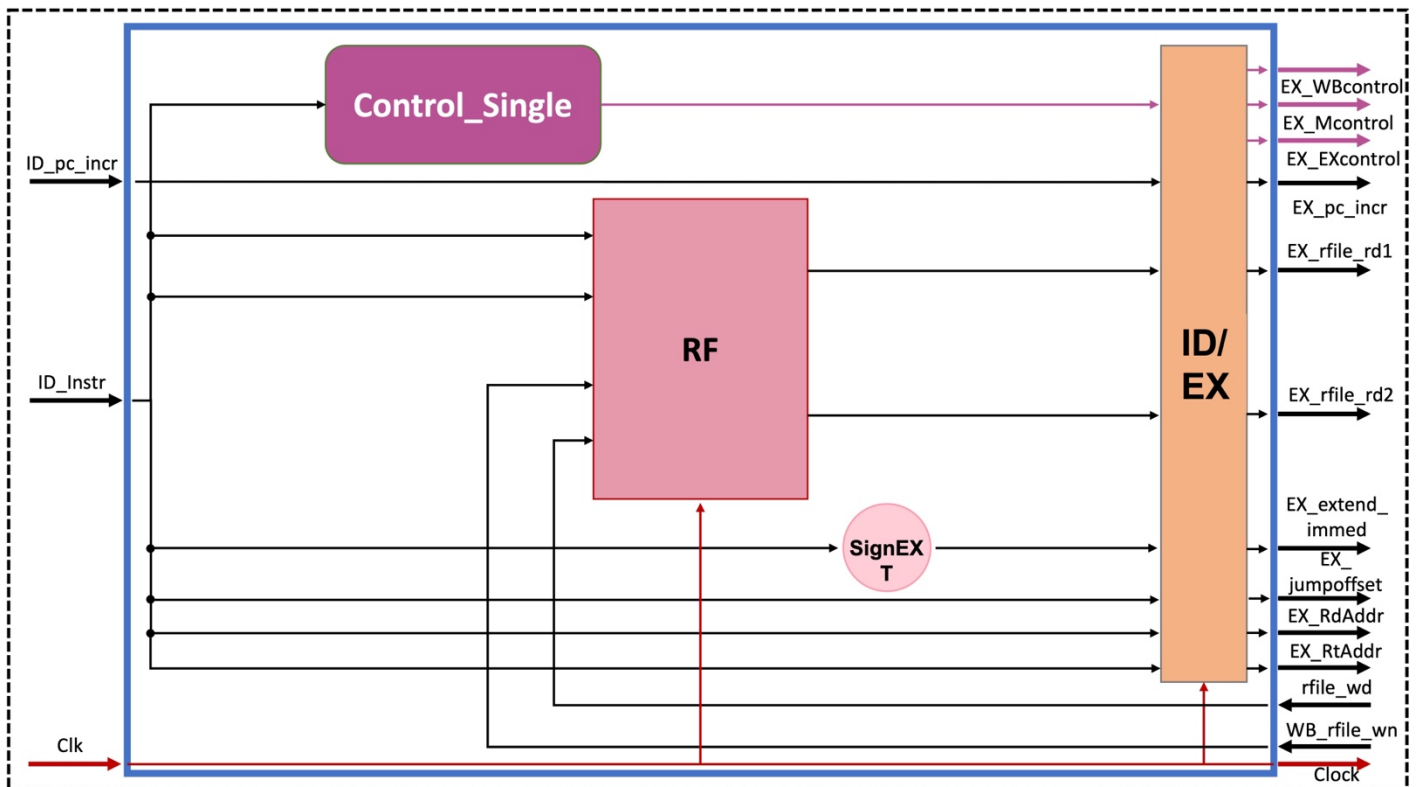 Control_Single
EX_WBcontrol
EX_Mcontrol
EX_EXcontrol
ID_pc_incr
EX_pc_incr
EX_rfile_rd1
RF
ID/
EX
ID_Instr
EX_rfile_rd2
EX_extend_
immed
SignEX
T
EX_
jumpoffset
EX_RdAddr
EX_RtAddr
rfile_wd
WB_rfile_wn
Clk
Clock